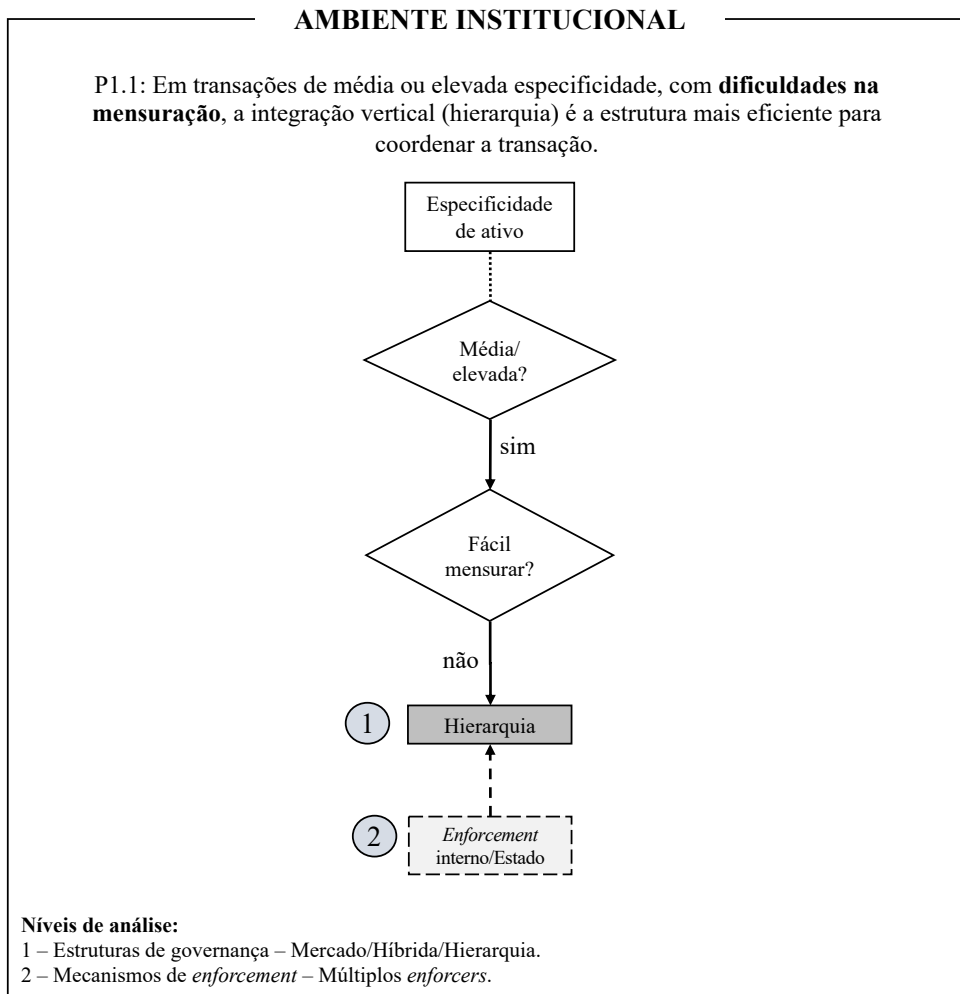 AMBIENTE INSTITUCIONAL
P1.1: Em transações de média ou elevada especificidade, com dificuldades na
mensuração, a integração vertical (hierarquia) é a estrutura mais eficiente para
coordenar a transação.
Especificidade
de ativo
Média/
elevada?
sim
Fácil
mensurar?
não
1
Hierarquia
2
Enforcement
interno/Estado
Níveis de análise:
1 – Estruturas de governança – Mercado/Híbrida/Hierarquia.
2 – Mecanismos de enforcement – Múltiplos enforcers.